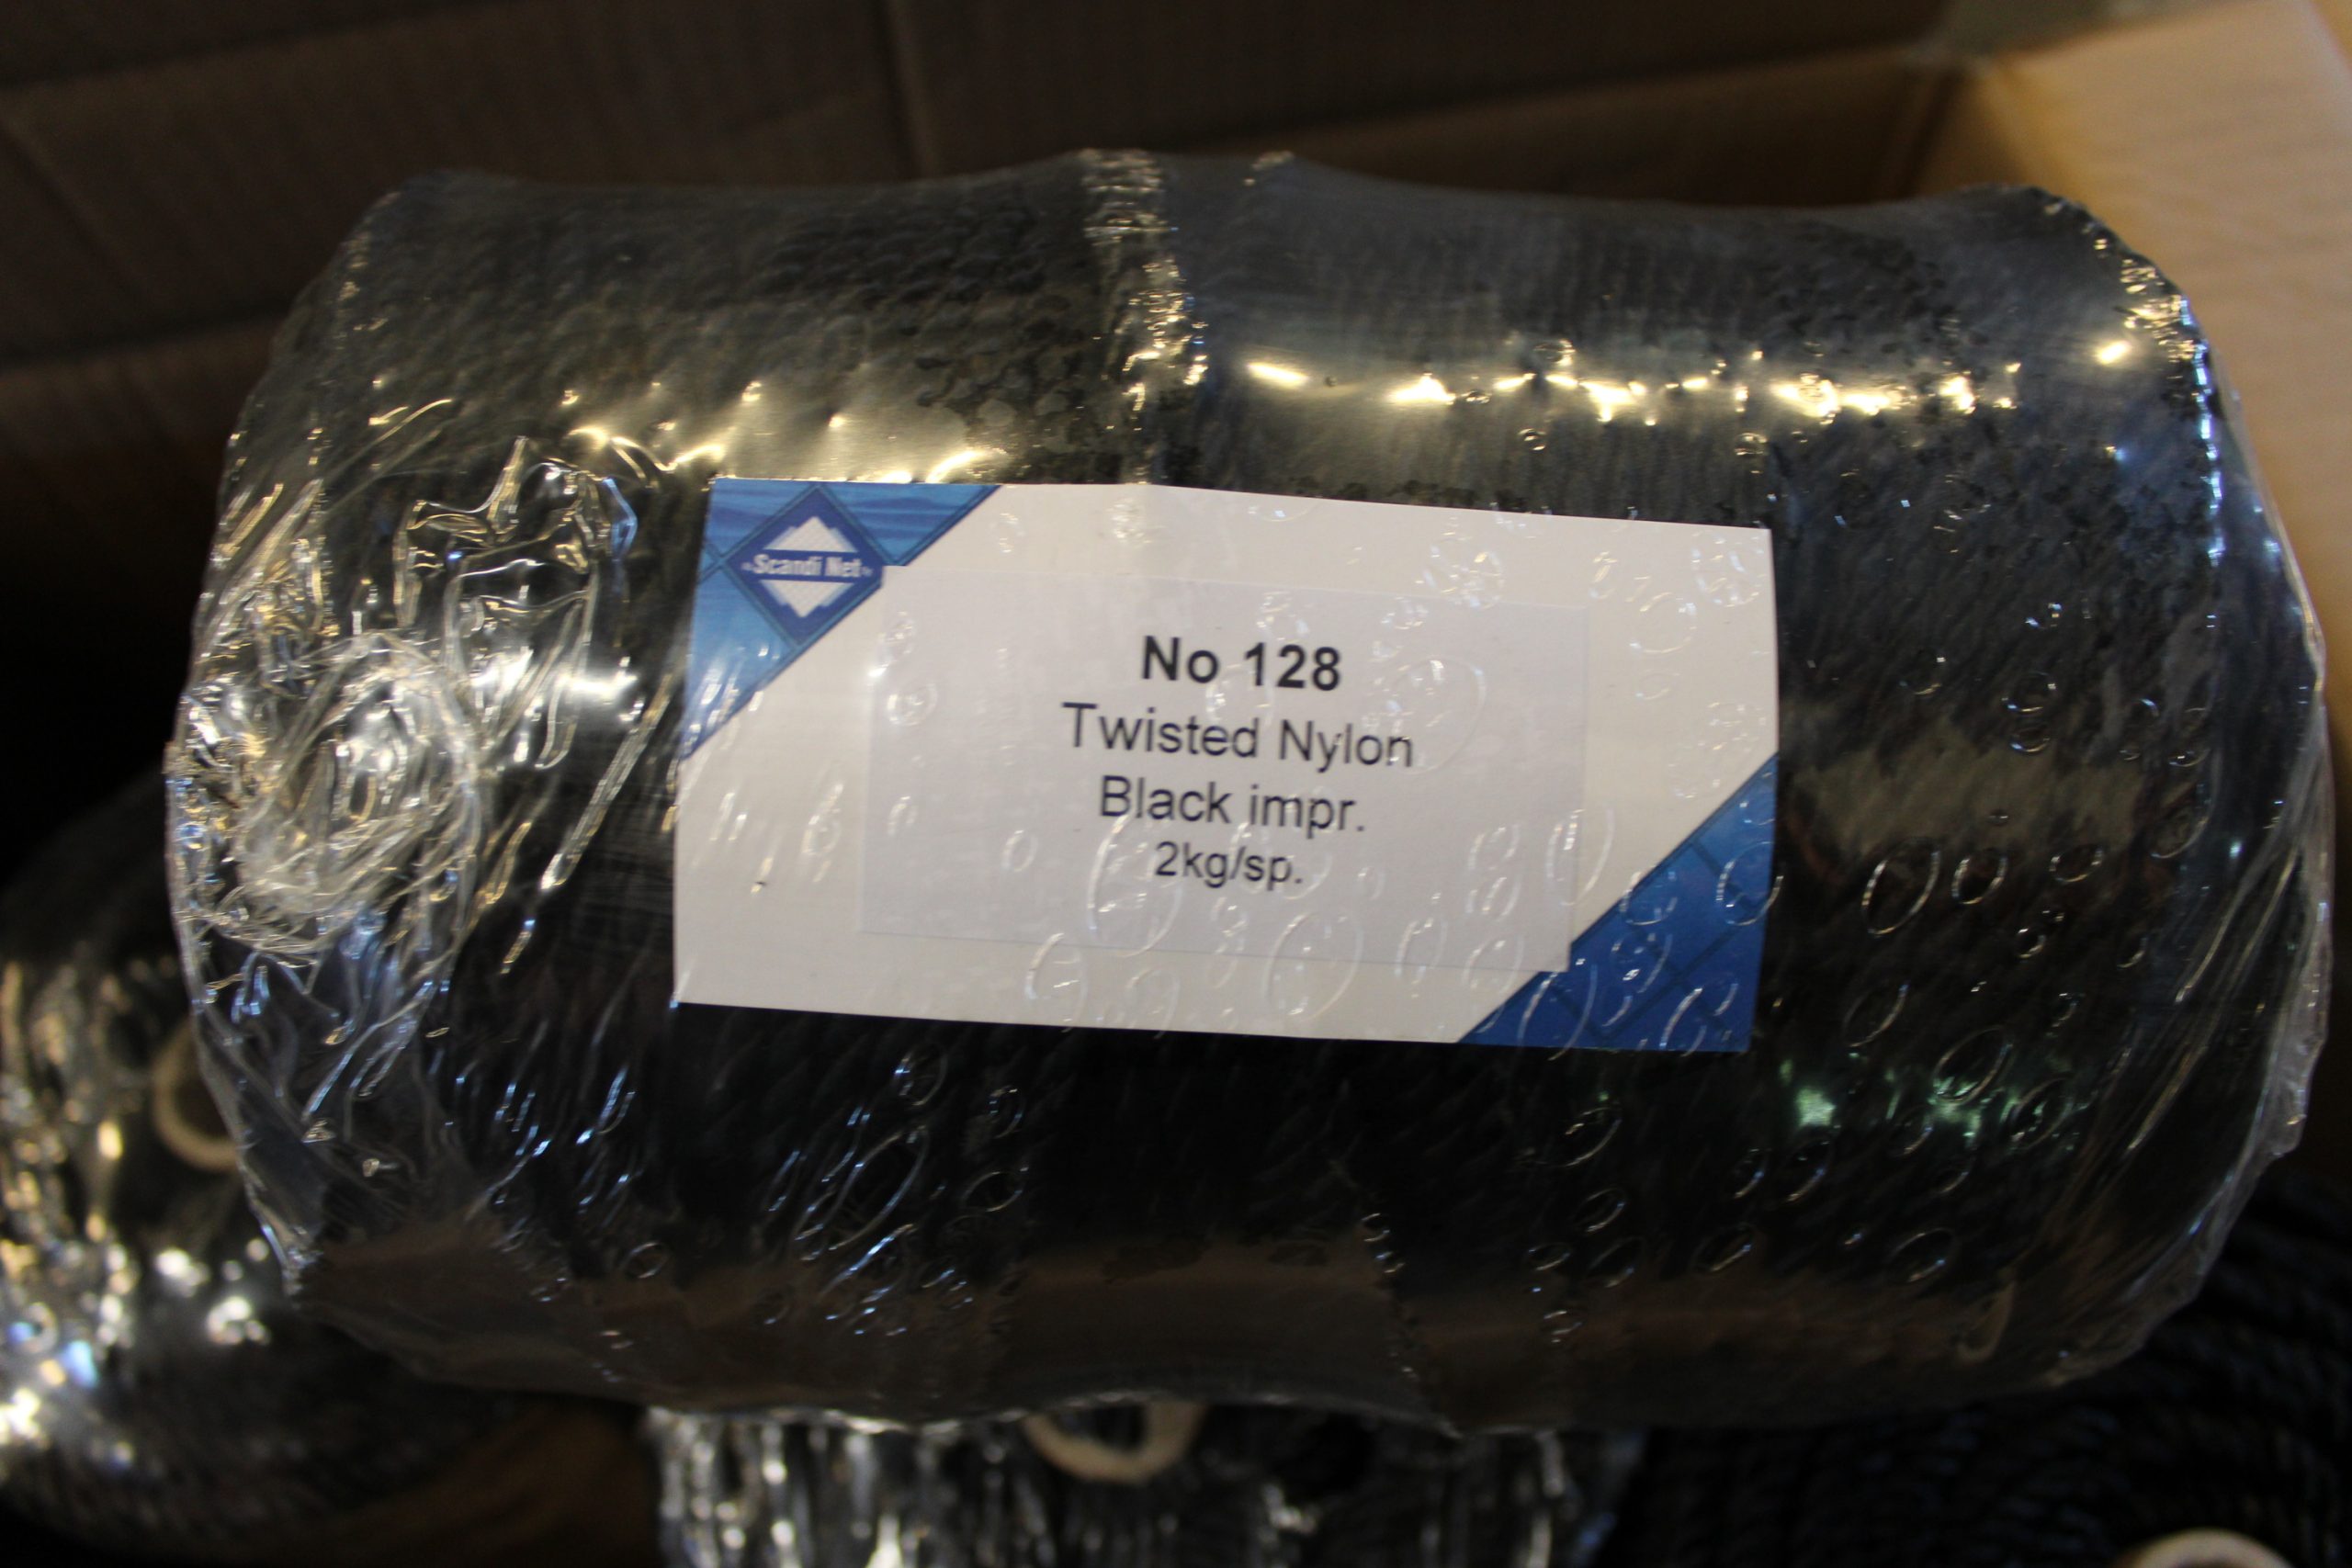 Scandi Net
No 128
Twisted Nylon
Black impr.
2kg/sp.